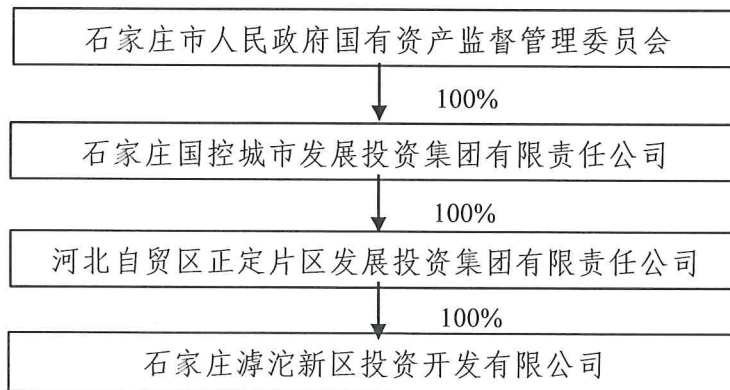 石家庄市人民政府国有资产监督管理委员会
100%
石家庄国控城市发展投资集团有限责任公司
100%
河北自贸区正定片区发展投资集团有限责任公司
100%
石家庄滹沱新区投资开发有限公司